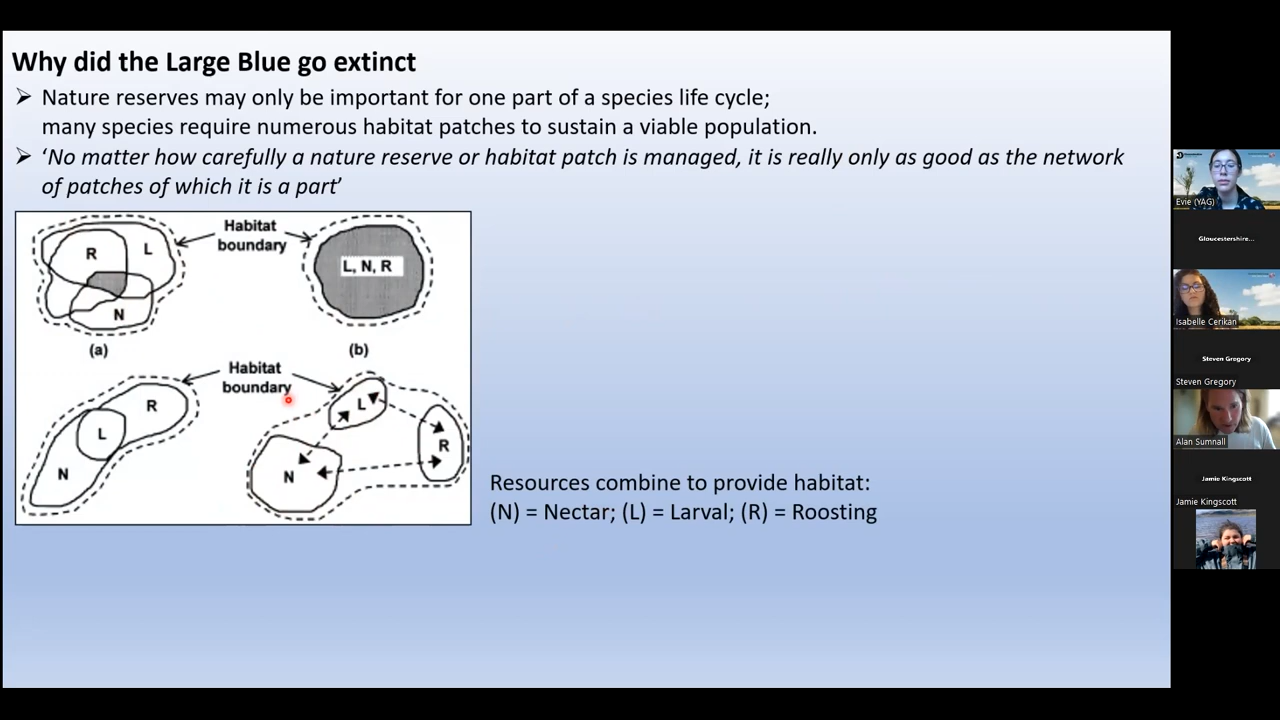 Why did the Large Blue go extinct
➢ Nature reserves may only be important for one part of a species life cycle;
many species require numerous habitat patches to sustain a viable population.
➢ ‘No matter how carefully a nature reserve or habitat patch is managed, it is really only as good as the network
of patches of which it is a part’
Habitat
boundary
R
L
N
(a)
L, N, R
(b)
Habitat
boundary
R
L
N
L
R
N
Resources combine to provide habitat:
(N) = Nectar; (L) = Larval; (R) = Roosting
Evie (YAG)
Gloucestershire...
Isabelle Cerikan
Steven Gregory
Steven Gregory
Alan Sumnall
Jamie Kingscott
Jamie Kingscott